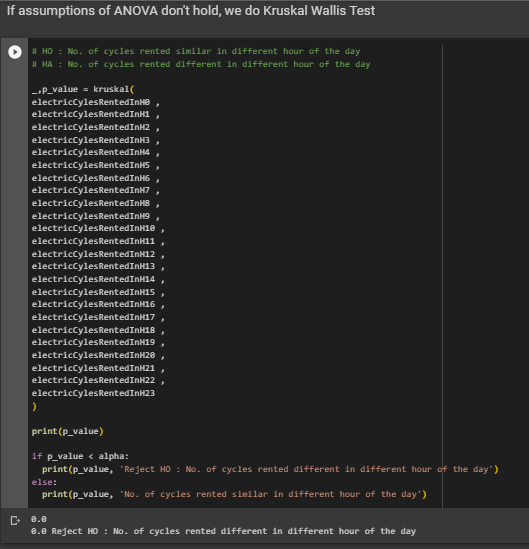 If assumptions of ANOVA don't hold, we do Kruskal Wallis Test
# HO : No. of cycles rented similar in different hour of the day
# HA : No. of cycles rented different in different hour of the day
_,p_value = kruskal(
electricCylesRentedInH0 ,
electricCylesRentedInH1 ,
electricCylesRentedInH2 ,
electricCylesRentedInH3 ,
electricCylesRentedInH4 ,
electricCylesRentedInH5 ,
electricCylesRentedInH6 ,
electricCylesRentedInH7 ,
electricCylesRentedInH8 ,
electricCylesRentedInH9 ,
electricCylesRentedInH10 ,
electricCylesRentedInH11 ,
electricCylesRentedInH12 ,
electricCylesRentedInH13 ,
electricCylesRentedInH14 ,
electricCylesRentedInH15 ,
electricCylesRentedInH16 ,
electricCylesRentedInH17 ,
electricCylesRentedInH18 ,
electricCylesRentedInH19 ,
electricCylesRentedInH20 ,
electricCylesRentedInH21 ,
electricCylesRentedInH22 ,
electricCylesRentedInH23
)
print(p_value)
if p_value < alpha:
  print(p_value, 'Reject HO : No. of cycles rented different in different hour of the day')
else:
  print(p_value, 'No. of cycles rented similar in different hour of the day')
0.0
0.0 Reject HO : No. of cycles rented different in different hour of the day